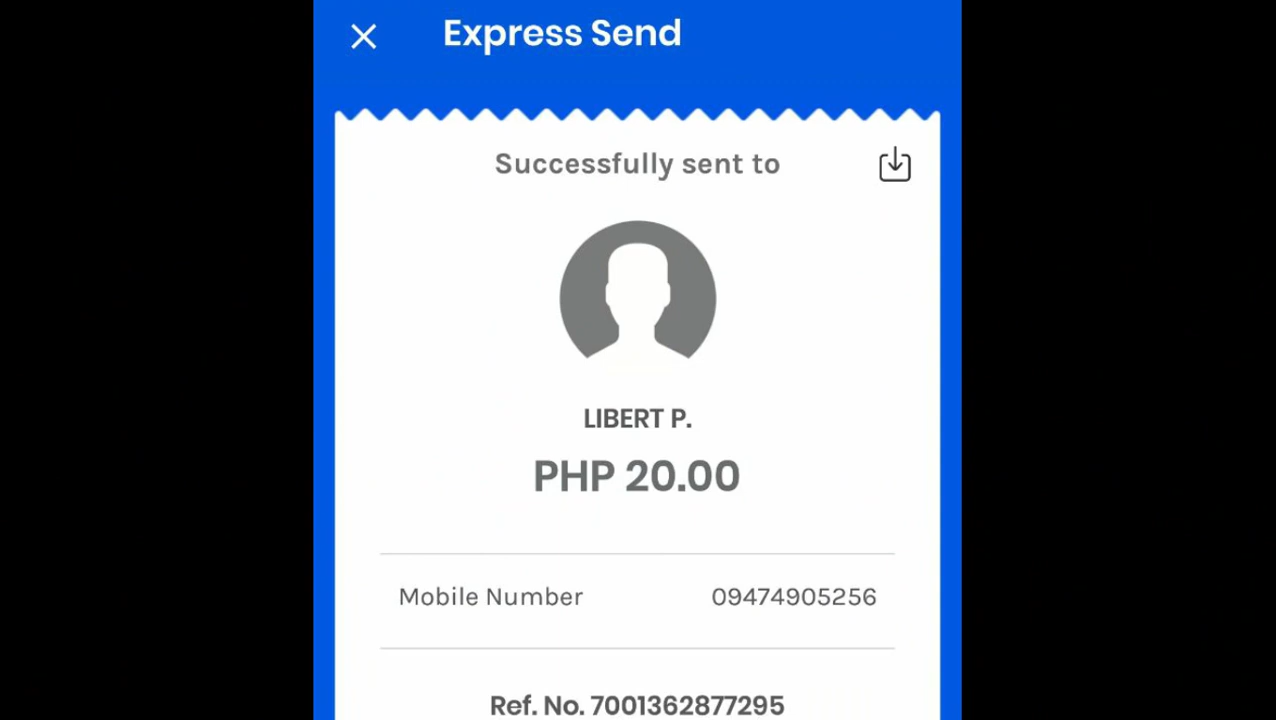 Express Send
Successfully sent to
LIBERT P.
PHP 20.00
Mobile Number 09474905256
Ref. No. 7001362877295